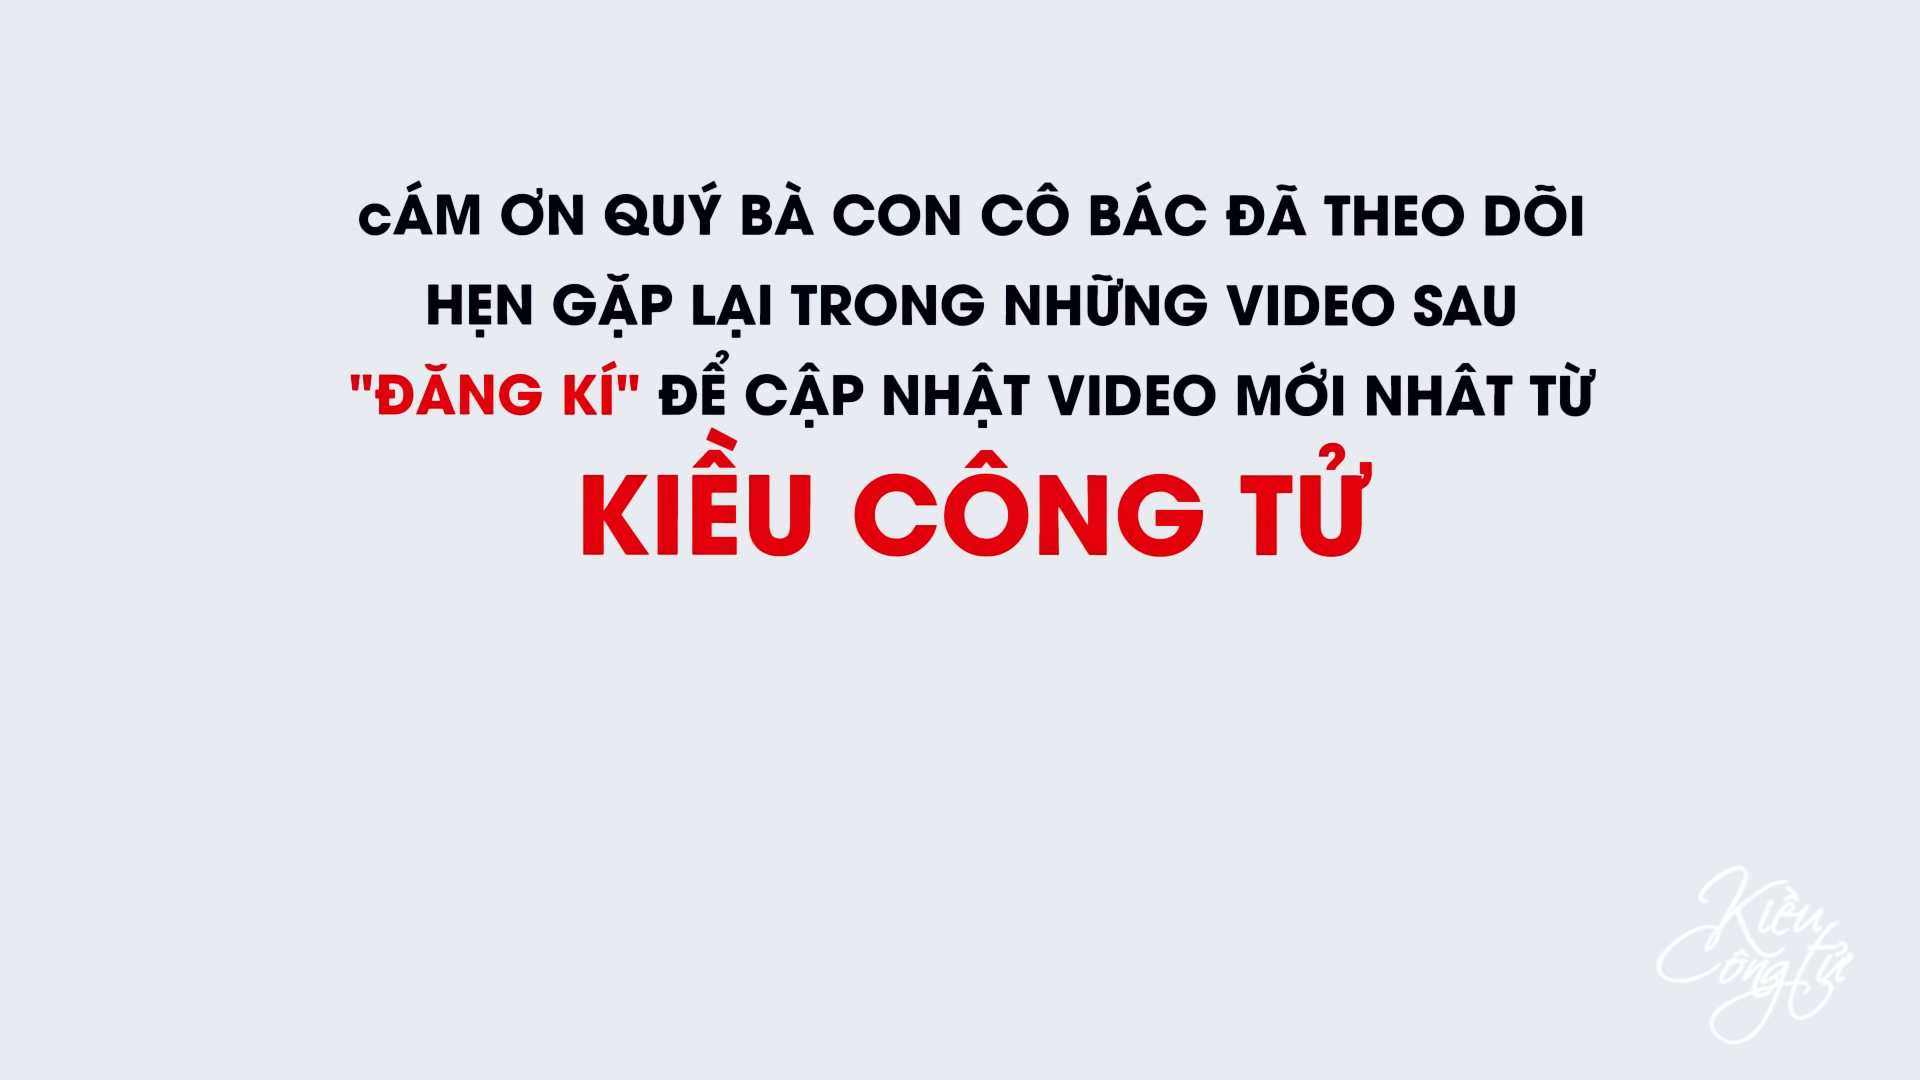 cÁM ƠN QUÝ BÀ CON CÔ BÁC ĐÃ THEO DÕI
HẸN GẶP LẠI TRONG NHỮNG VIDEO SAU
"ĐĂNG KÍ" ĐỂ CẬP NHẬT VIDEO MỚI NHÂT TỪ
KIỀU CÔNG TỬ
Kiều
Công Tử